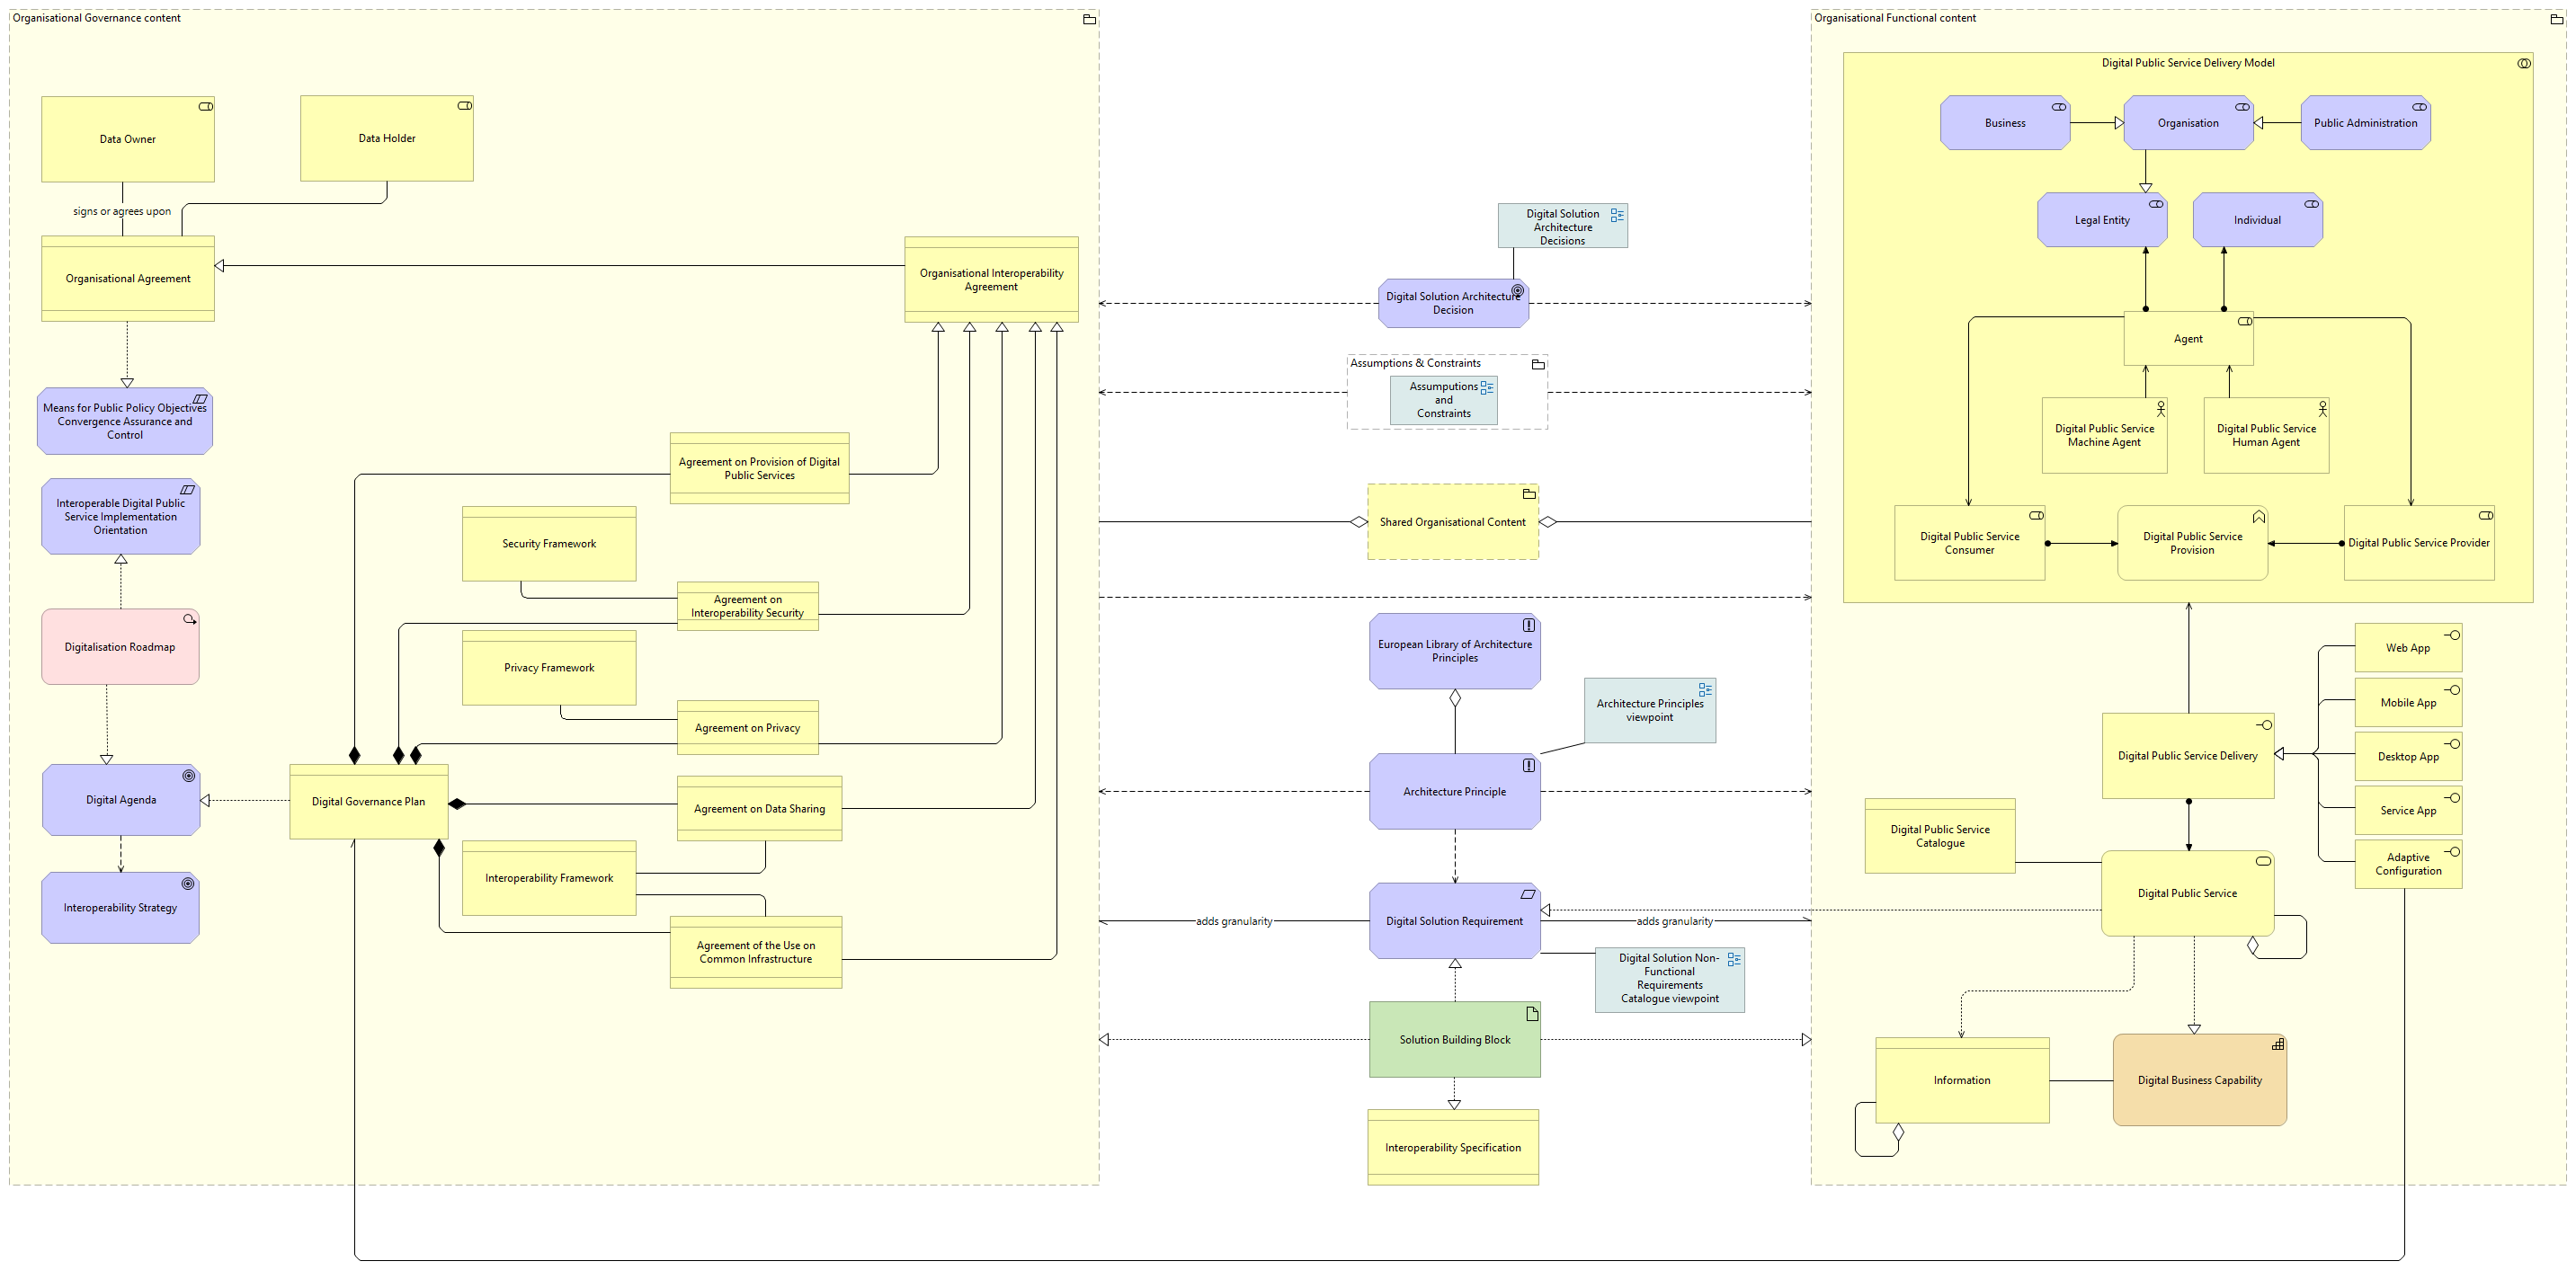 Organisational Governance content
Data Owner
Data Holder
signs or agrees upon
Organisational Agreement
Organisational Interoperability
Agreement
Means for Public Policy Objectives
Convergence Assurance and
Control
Interoperable Digital Public
Service Implementation
Orientation
Digitalisation Roadmap
Digital Agenda
Interoperability Strategy
Agreement on Provision of Digital
Public Services
Security Framework
Agreement on
Interoperability Security
Privacy Framework
Agreement on Privacy
Digital Governance Plan
Agreement on Data Sharing
Interoperability Framework
Agreement of the Use on
Common Infrastructure
Digital Solution
Architecture
Decisions
Digital Solution Architecture
Decision
Assumptions & Constraints
Assumputions
and
Constraints
Shared Organisational Content
European Library of Architecture
Principles
Architecture Principles
viewpoint
Architecture Principle
adds granularity
Digital Solution Requirement
adds granularity
Digital Solution Non-
Functional
Requirements
Catalogue viewpoint
Solution Building Block
Interoperability Specification
Organisational Functional content
Digital Public Service Delivery Model
Business
Organisation
Public Administration
Legal Entity
Individual
Agent
Digital Public Service
Machine Agent
Digital Public Service
Human Agent
Digital Public Service
Consumer
Digital Public Service
Provision
Digital Public Service Provider
Web App
Mobile App
Digital Public Service Delivery
Desktop App
Service App
Adaptive
Configuration
Digital Public Service
Catalogue
Digital Public Service
Information
Digital Business Capability